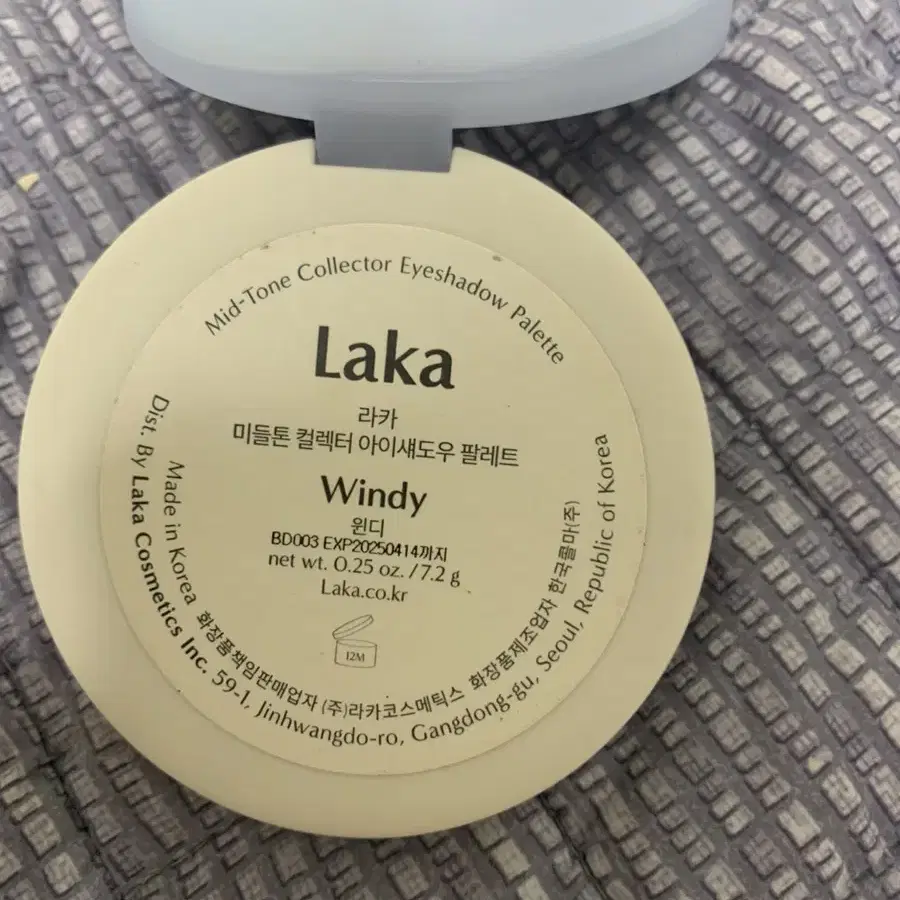 Mid-Tone Collector Eyeshadow Palette
Laka
라카
미들톤 컬렉터 아이섀도우 팔레트
Windy
윈디
BD003 EXP20250414까지
net wt. 0.25 oz. / 7.2 g
Laka.co.kr
12M
Made in Korea 화장품책임판매업자 (주)라카코스메틱스 화장품제조업자 한국콜마(주)
Dist. By Laka Cosmetics Inc. 59-1, Jinhwangdo-ro, Gangdong-gu, Seoul, Republic of Korea